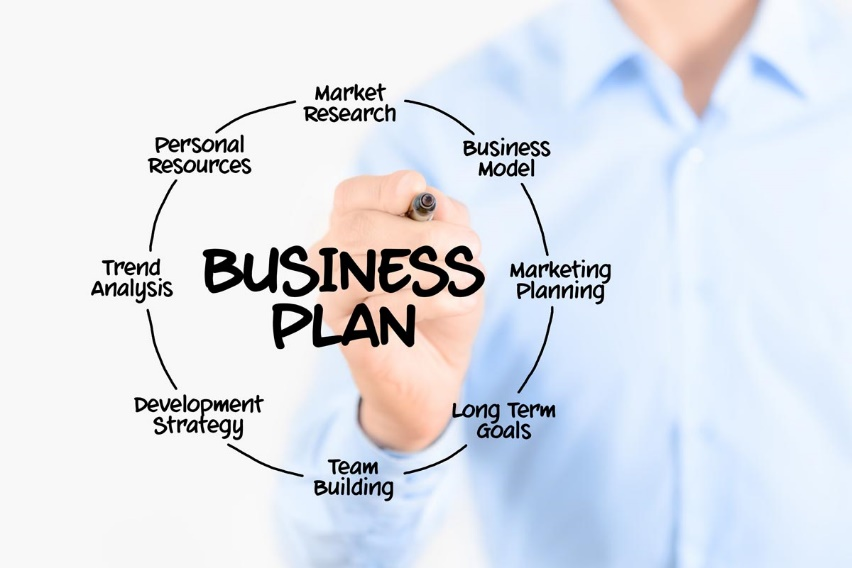 Market
Research
Business
Model
Marketing
Planning
Long Term
Goals
Team
Building
Development
Strategy
Trend
Analysis
Personal
Resources
BUSINESS
PLAN